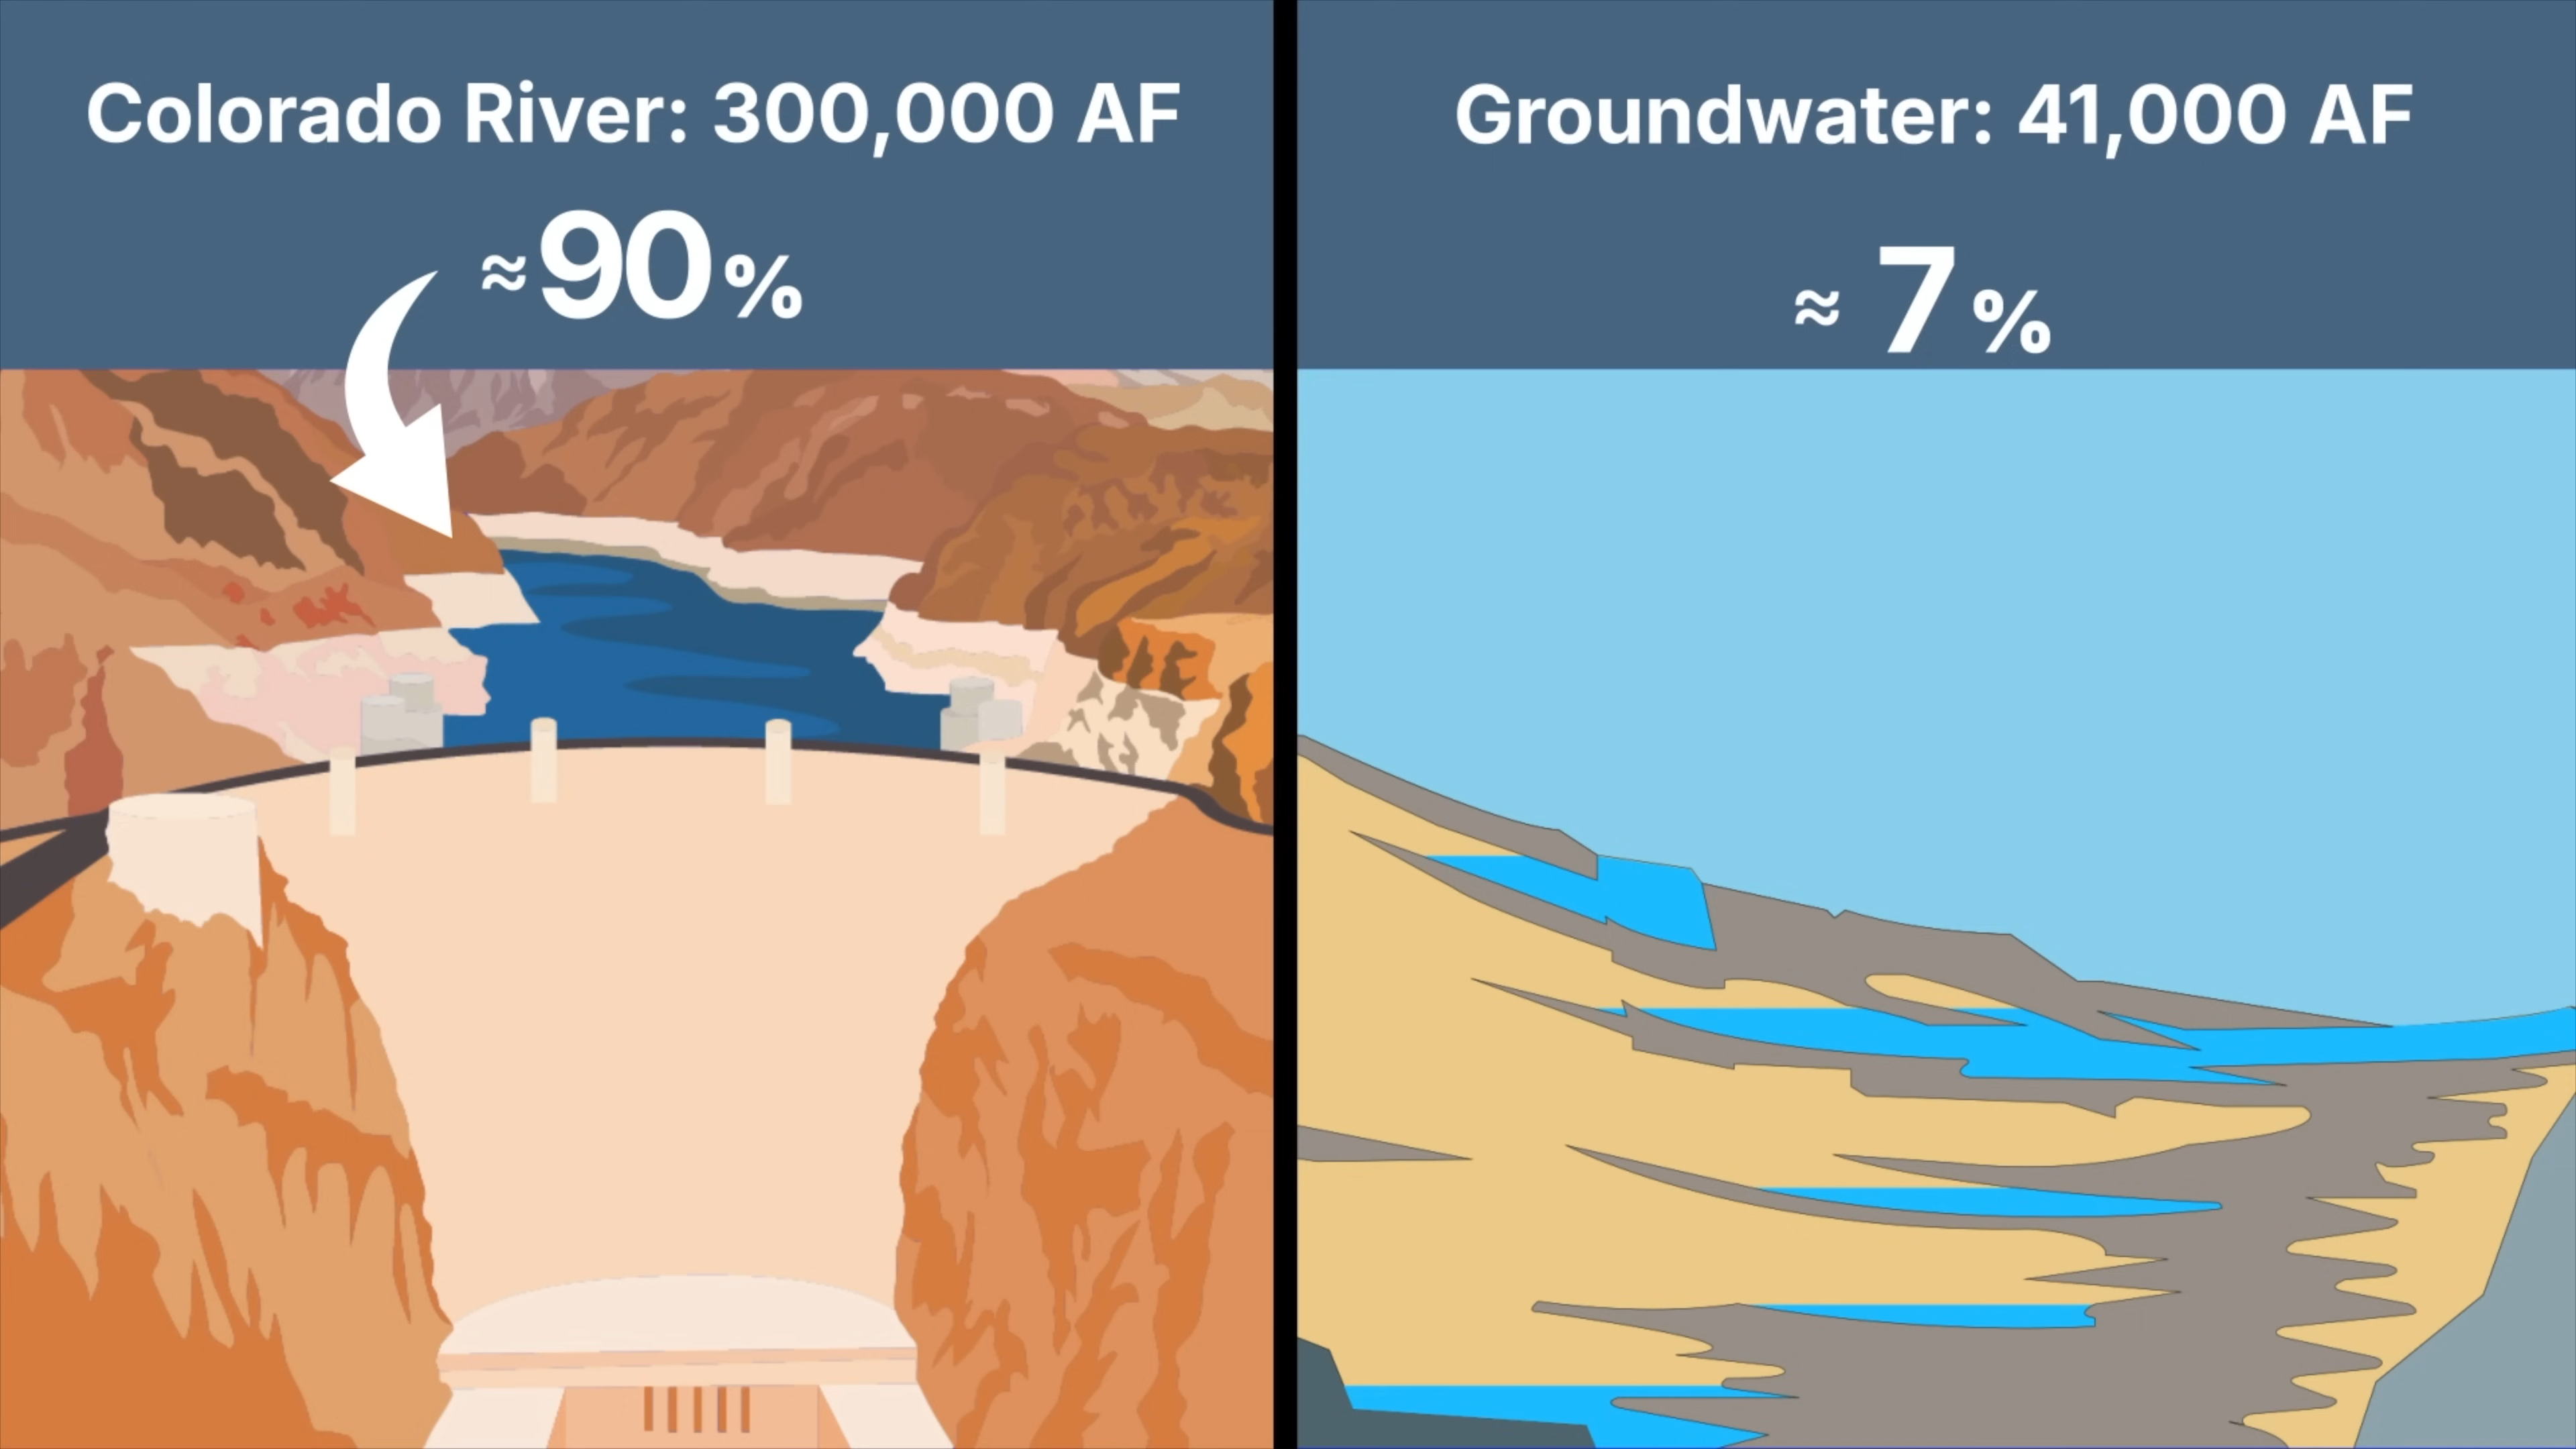 Colorado River: 300,000 AF
≈90%
Groundwater: 41,000 AF
≈ 7 %